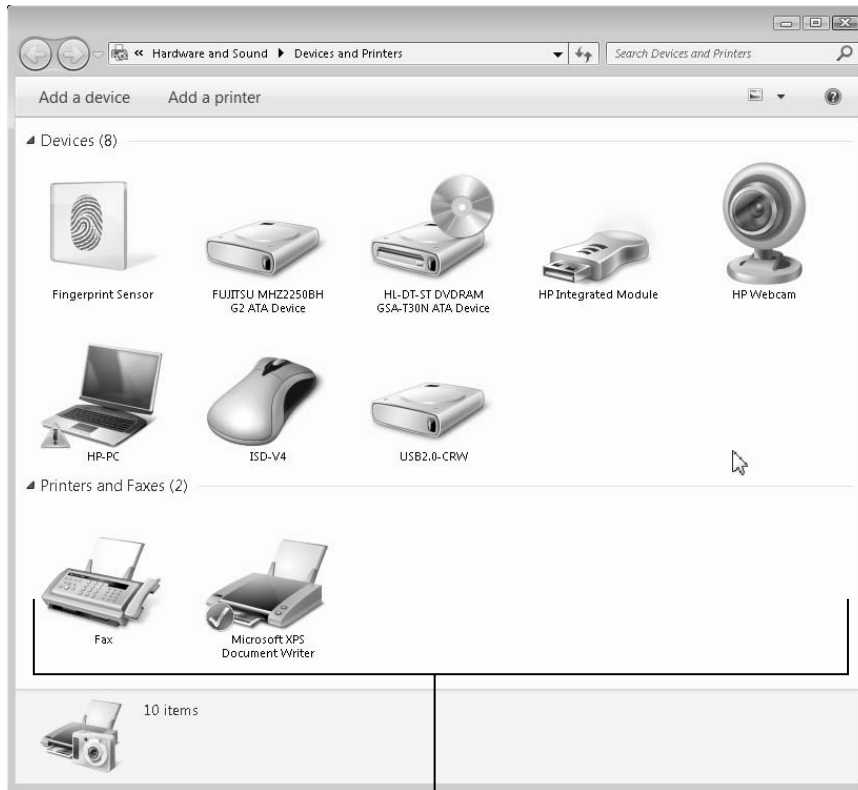 « Hardware and Sound Devices and Printers
Search Devices and Printers
Add a device Add a printer
Devices (8)
Fingerprint Sensor
FUJITSU MHZ2250BH
G2 ATA Device
HL-DT-ST DVDRAM
GSA-T30N ATA Device
HP Integrated Module
HP Webcam
HP-PC
ISD-V4
USB2.0-CRW
Printers and Faxes (2)
Fax
Microsoft XPS
Document Writer
10 items